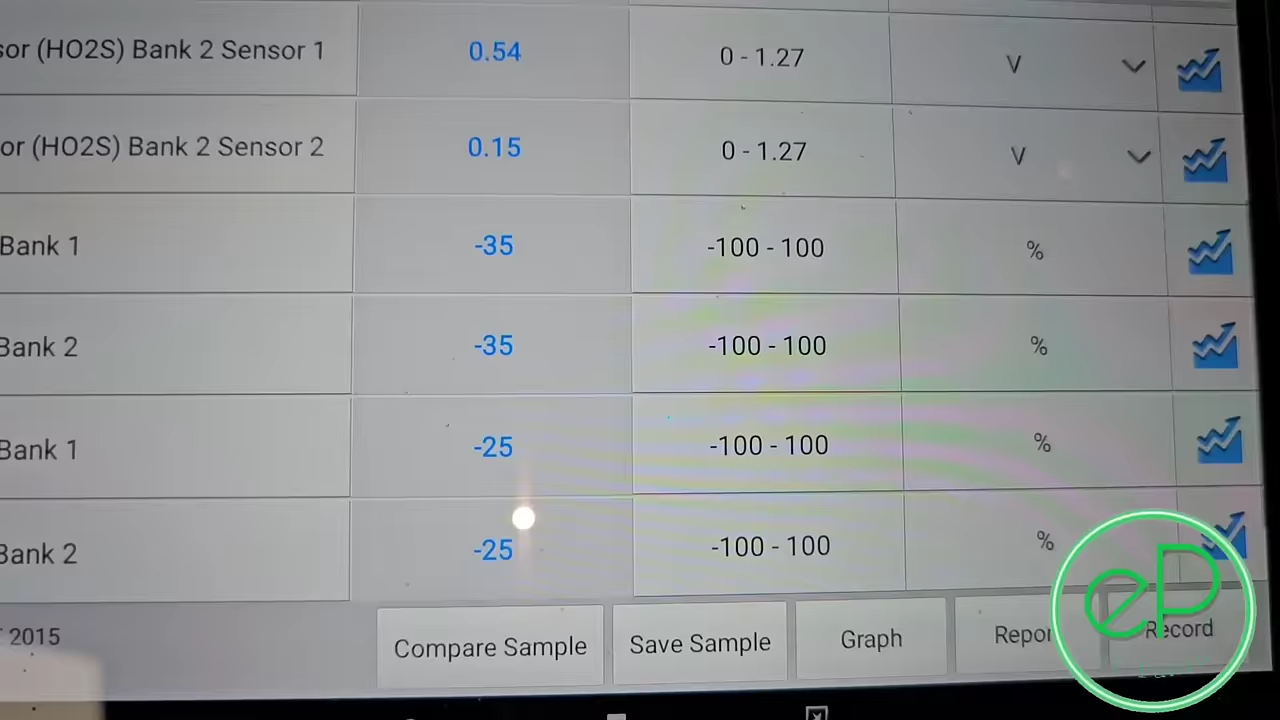 sor (HO2S) Bank 2 Sensor 1 0.54 0 - 1.27 V
or (HO2S) Bank 2 Sensor 2 0.15 0 - 1.27 V
Bank 1 -35 -100 - 100 %
Bank 2 -35 -100 - 100 %
Bank 1 -25 -100 - 100 %
Bank 2 -25 -100 - 100 %
2015 Compare Sample Save Sample Graph Repor Record
eP